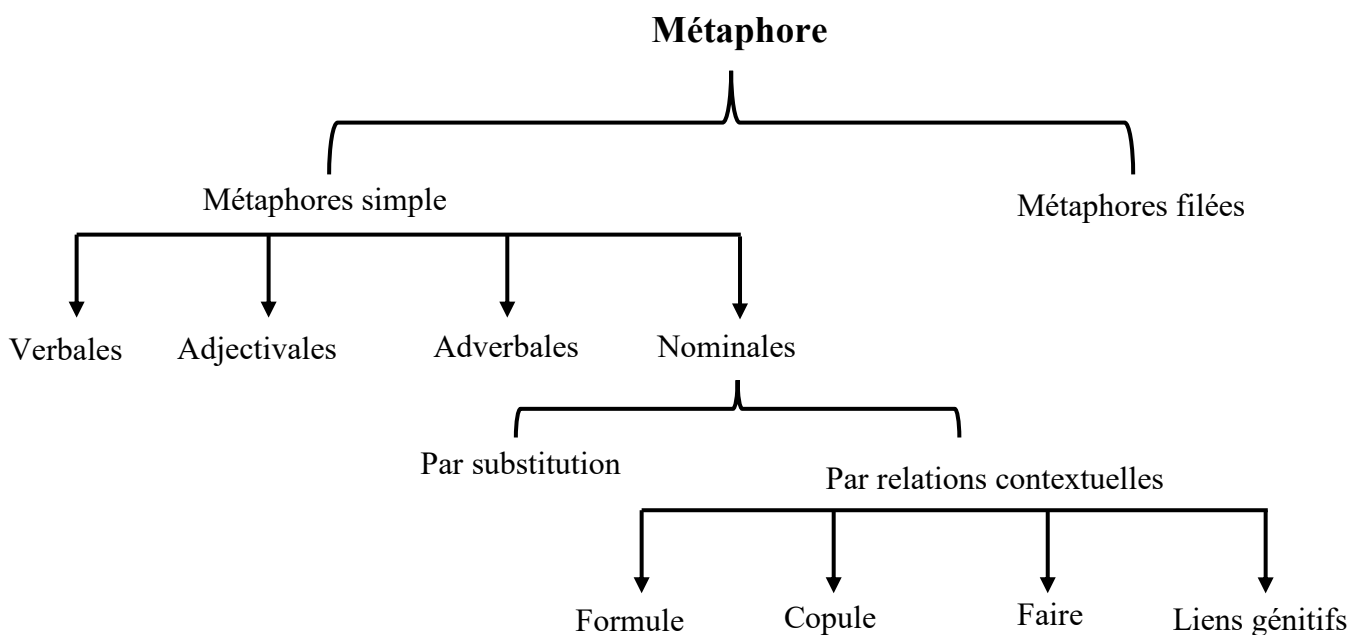 Métaphore
Métaphores simple
Métaphores filées
Verbales Adjectivales Adverbales Nominales
Par substitution
Par relations contextuelles
Formule Copule Faire Liens génitifs